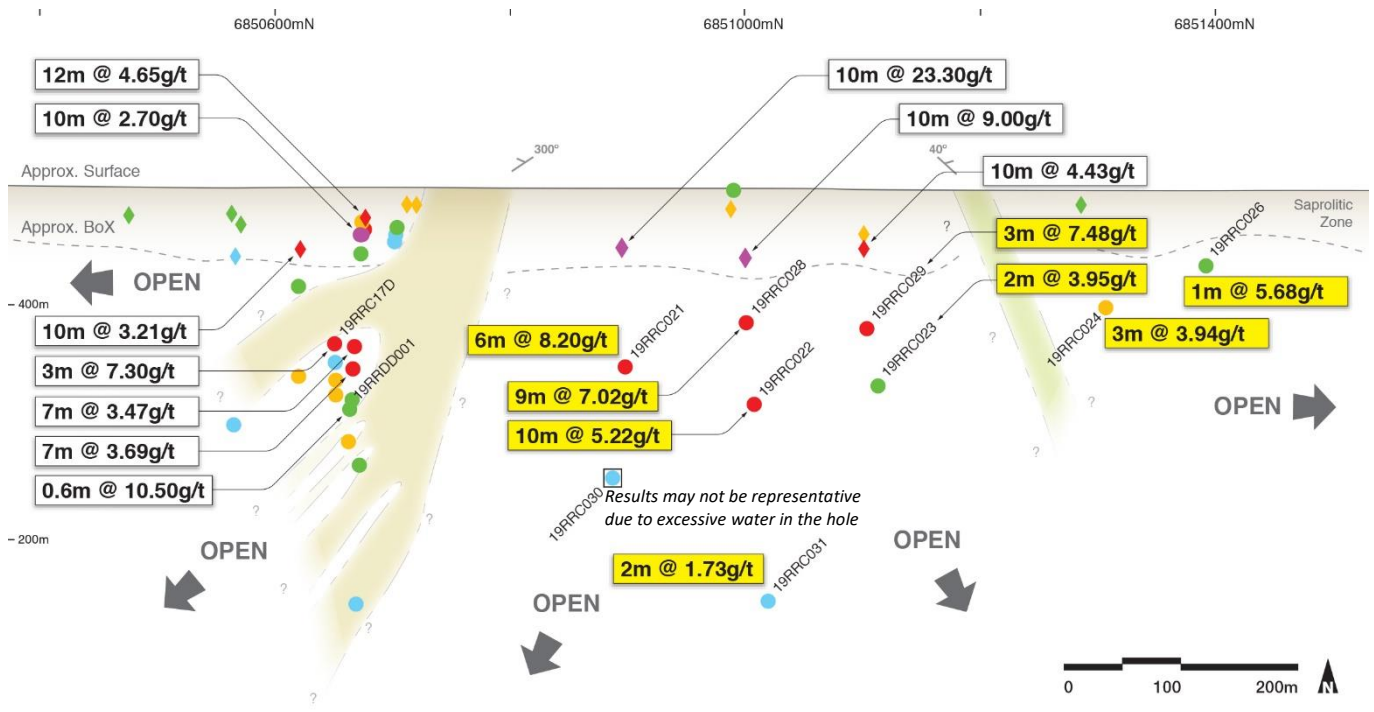 6850600mN
6851000mN
6851400mN
12m @ 4.65g/t
10m @ 23.30g/t
10m @ 2.70g/t
10m @ 9.00g/t
300º
40º
Approx. Surface
10m @ 4.43g/t
Saprolitic
Zone
Approx. BoX
?
19RRC026
3m @ 7.48g/t
OPEN
19RRC028
19RRC029
2m @ 3.95g/t
1m @ 5.68g/t
?
400m
10m @ 3.21g/t
19RRC17D
6m @ 8.20g/t
19RRC021
19RRC023
19RRC024
3m @ 3.94g/t
?
?
3m @ 7.30g/t
19RRDD001
9m @ 7.02g/t
19RRC022
?
?
7m @ 3.47g/t
10m @ 5.22g/t
OPEN
7m @ 3.69g/t
?
0.6m @ 10.50g/t
19RRC030
Results may not be representative
due to excessive water in the hole
?
?
200m
OPEN
OPEN
2m @ 1.73g/t
19RRC031
?
OPEN
?
?
0
100
200m
N
?